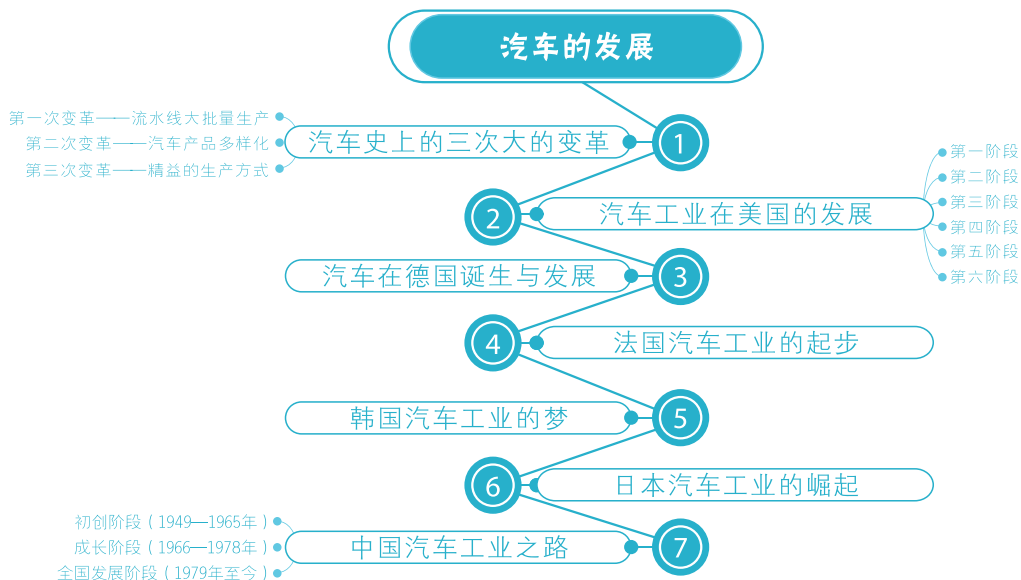 汽车的发展
1
汽车史上的三次大的变革
第一次变革——流水线大批量生产
第二次变革——汽车产品多样化
第三次变革——精益的生产方式
2
汽车工业在美国的发展
第一阶段
第二阶段
第三阶段
第四阶段
第五阶段
第六阶段
3
汽车在德国诞生与发展
4
法国汽车工业的起步
5
韩国汽车工业的梦
6
日本汽车工业的崛起
7
中国汽车工业之路
初创阶段（1949—1965年）
成长阶段（1966—1978年）
全国发展阶段（1979年至今）